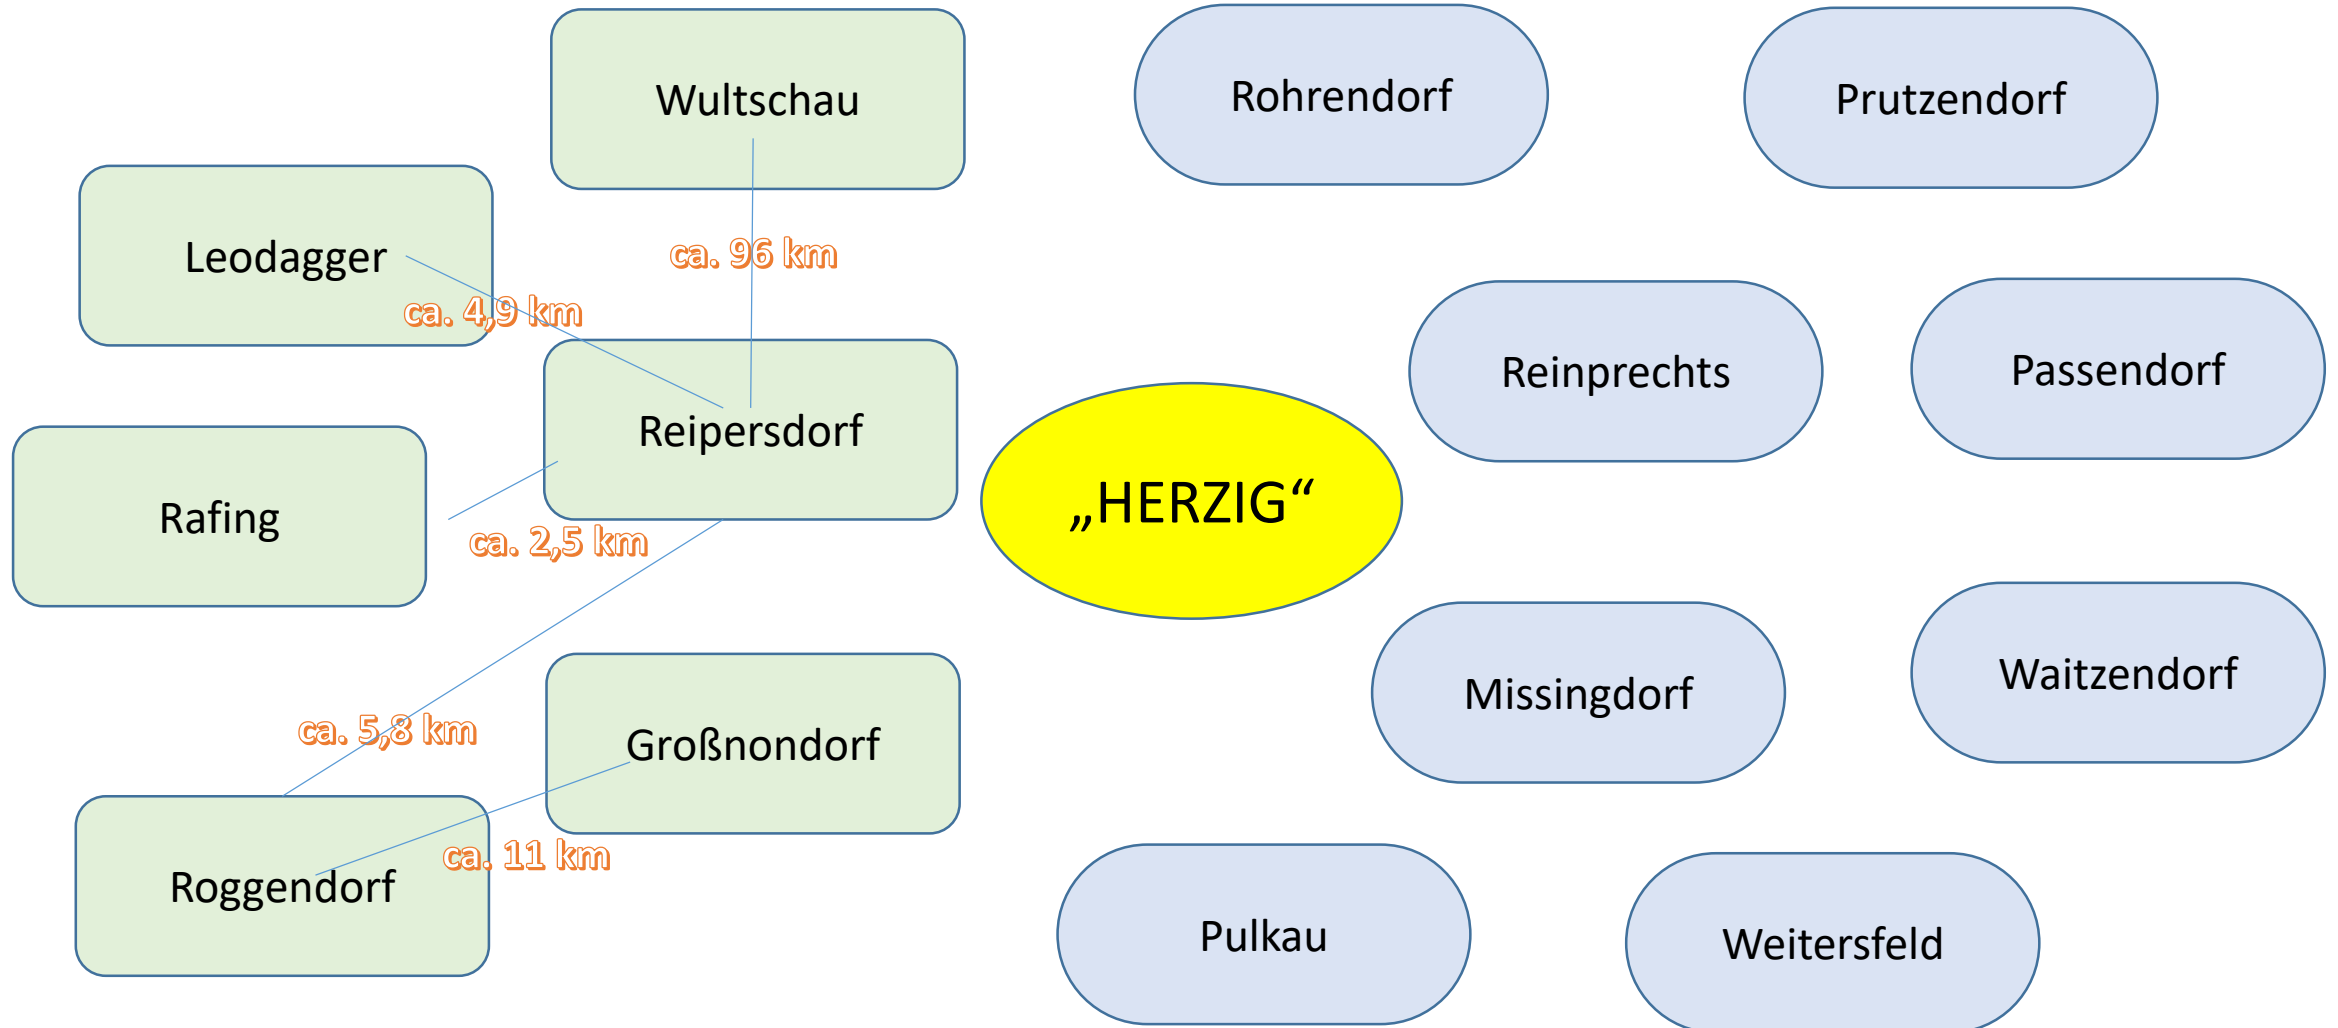 Wultschau
Rohrendorf
Prutzendorf
Leodagger
ca. 96 km
ca. 4,9 km
Reipersdorf
Reinprechts
Passendorf
Rafing
ca. 2,5 km
„HERZIG“
Missingdorf
Waitzendorf
ca. 5,8 km
Großnondorf
ca. 11 km
Roggendorf
Pulkau
Weitersfeld